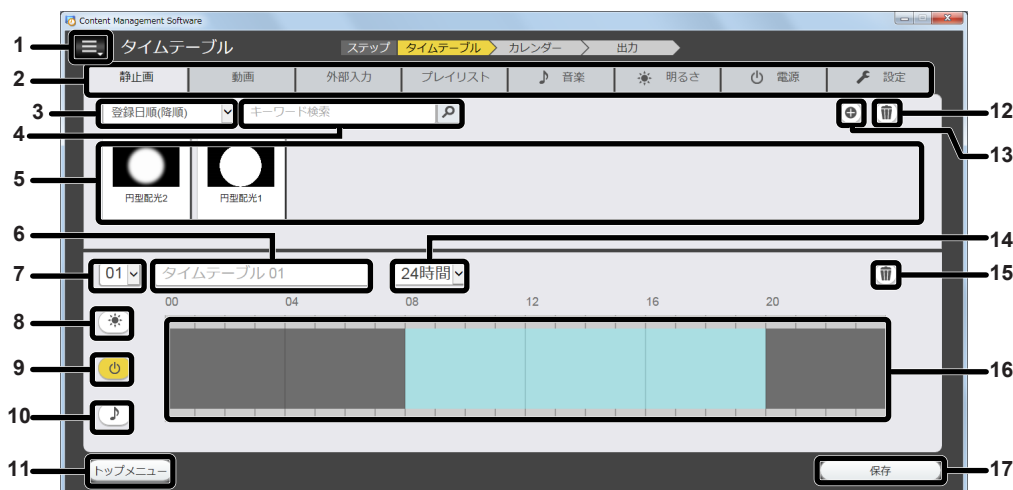 Content Management Software
1 タイムテーブル ステップ タイムテーブル カレンダー 出力
2 静止画 動画 外部入力 プレイリスト 音楽 明るさ 電源 設定
3 登録日順(降順) キーワード検索 12
4 13
5 円型配光2 円型配光1
6 14
7 01 タイムテーブル 01 24時間 15
00 04 08 12 16 20
8
9 16
10
11 トップメニュー 保存 17